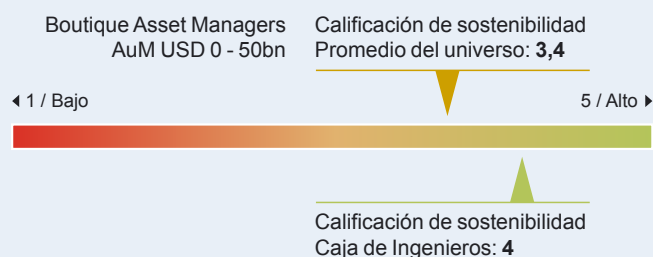 Boutique Asset Managers
AuM USD 0 - 50bn
Calificación de sostenibilidad
Promedio del universo: 3,4
1 / Bajo
5 / Alto
Calificación de sostenibilidad
Caja de Ingenieros: 4